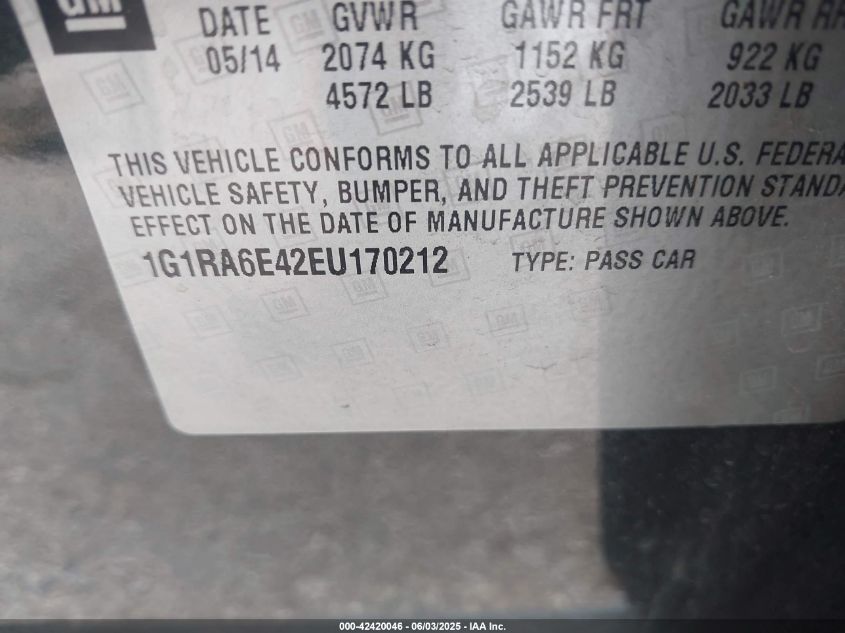 GM
DATE GVWR GAWR FRT GAWR RR
05/14 2074 KG 1152 KG 922 KG
4572 LB 2539 LB 2033 LB
THIS VEHICLE CONFORMS TO ALL APPLICABLE U.S. FEDERA
VEHICLE SAFETY, BUMPER, AND THEFT PREVENTION STANDA
EFFECT ON THE DATE OF MANUFACTURE SHOWN ABOVE.
1G1RA6E42EU170212 TYPE: PASS CAR
000-42420046 - 06/03/2025 - IAA Inc.